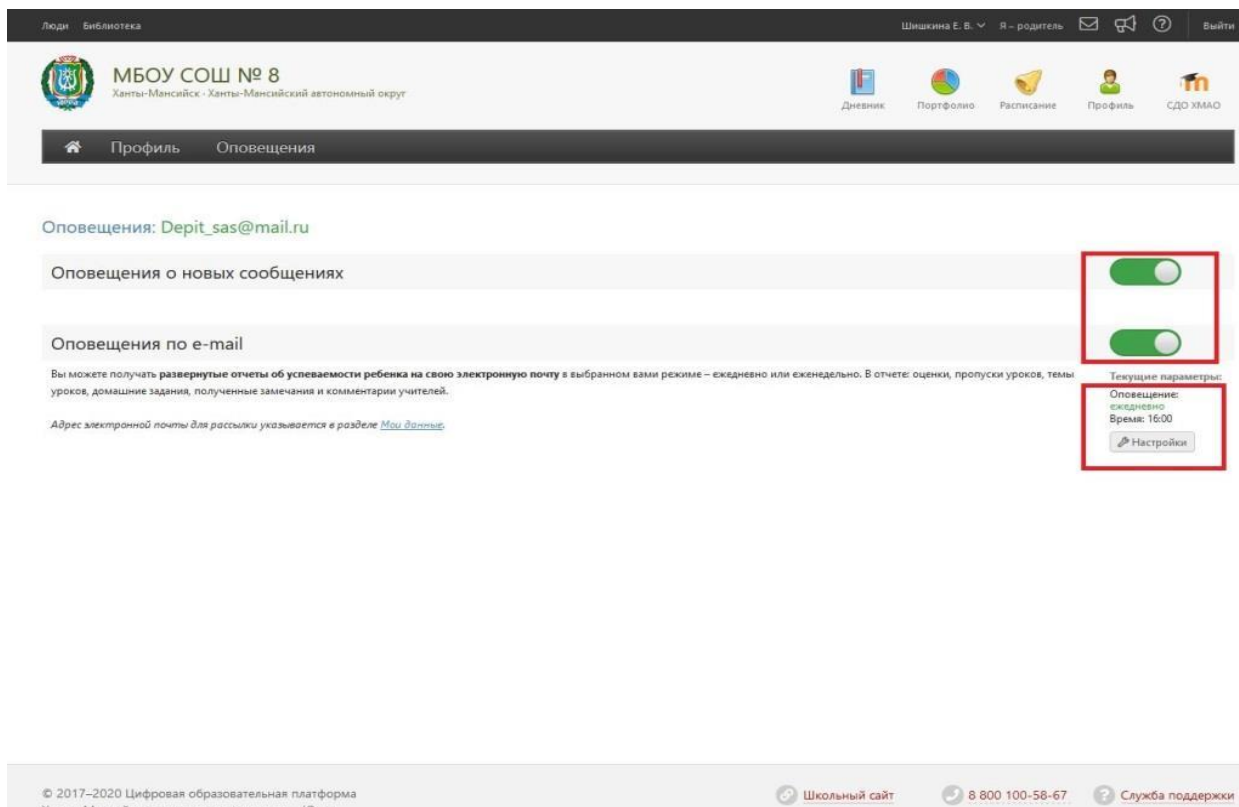 Люди Библиотека Шишкина Е. В. Я – родитель Выйти
МБОУ СОШ № 8
Ханты-Мансийск · Ханты-Мансийский автономный округ
Дневник Портфолио Расписание Профиль СДО ХМАО
Профиль Оповещения
Оповещения: Depit_sas@mail.ru
Оповещения о новых сообщениях
Оповещения по e-mail
Вы можете получать развернутые отчеты об успеваемости ребенка на свою электронную почту в выбранном вами режиме – ежедневно или еженедельно. В отчете: оценки, пропуски уроков, темы
уроков, домашние задания, полученные замечания и комментарии учителей.
Адрес электронной почты для рассылки указывается в разделе Мои данные.
Текущие параметры:
Оповещение:
ежедневно
Время: 16:00
Настройки
© 2017–2020 Цифровая образовательная платформа
Школьный сайт 8 800 100-58-67 Служба поддержки